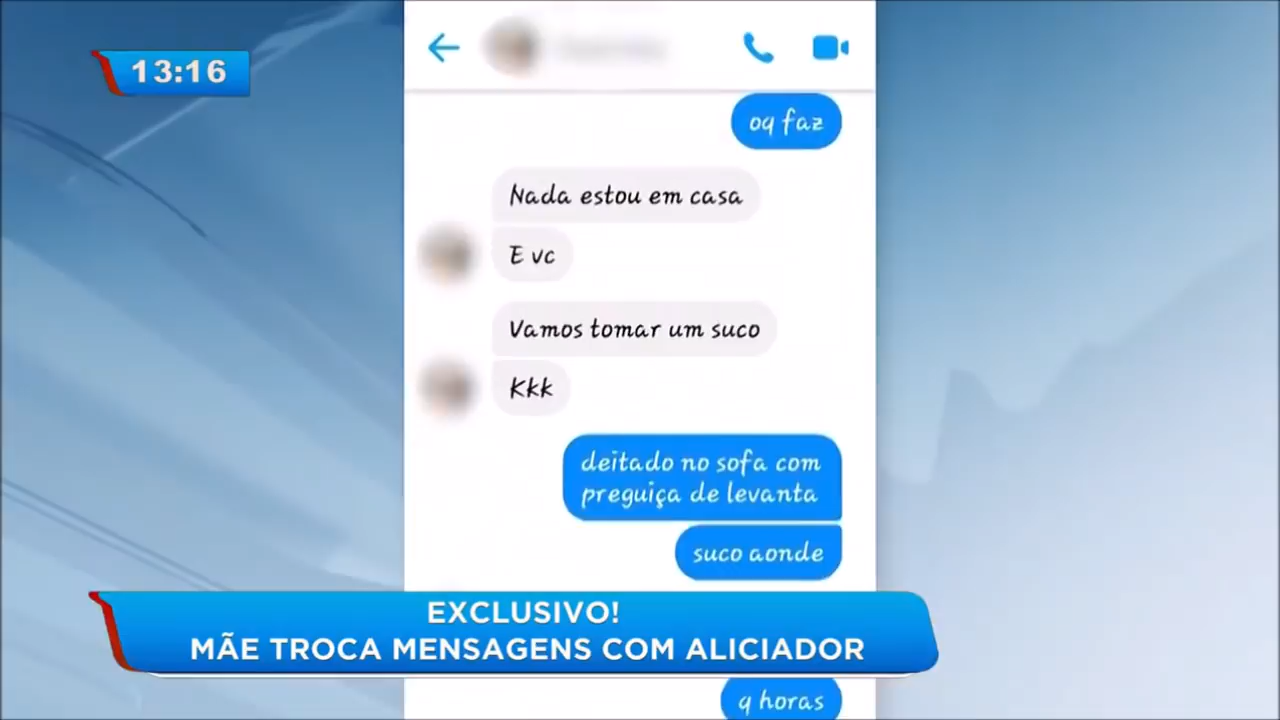 13:16
oq faz
Nada estou em casa
E vc
Vamos tomar um suco
Kkk
deitado no sofa com
preguiça de levanta
suco aonde
EXCLUSIVO!
MÃE TROCA MENSAGENS COM ALICIADOR
q horas